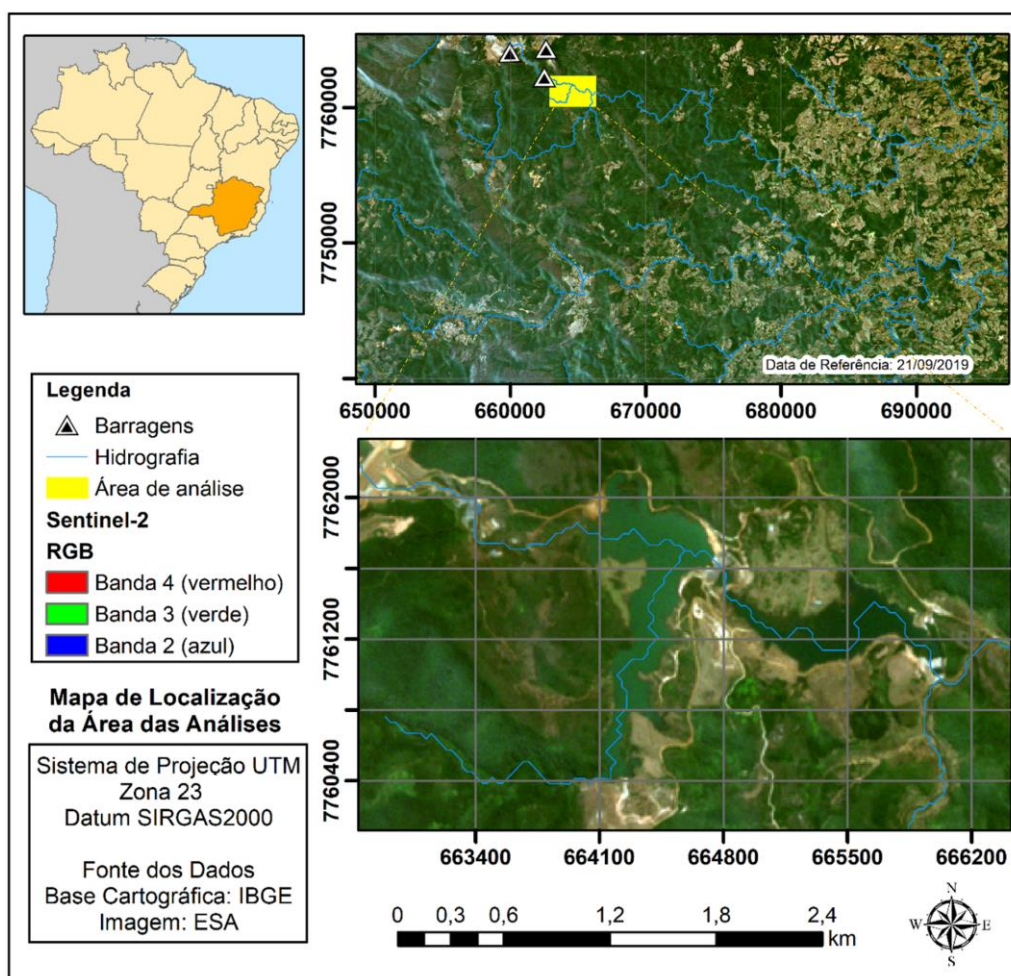 7760000
7750000
Data de Referência: 21/09/2019
650000 660000 670000 680000 690000
Legenda
Barragens
Hidrografia
Área de análise
Sentinel-2
RGB
Banda 4 (vermelho)
Banda 3 (verde)
Banda 2 (azul)
Mapa de Localização
da Área das Análises
Sistema de Projeção UTM
Zona 23
Datum SIRGAS2000
Fonte dos Dados
Base Cartográfica: IBGE
Imagem: ESA
7762000
7761200
7760400
663400 664100 664800 665500 666200
0 0,3 0,6 1,2 1,8 2,4
km
N
W E
S